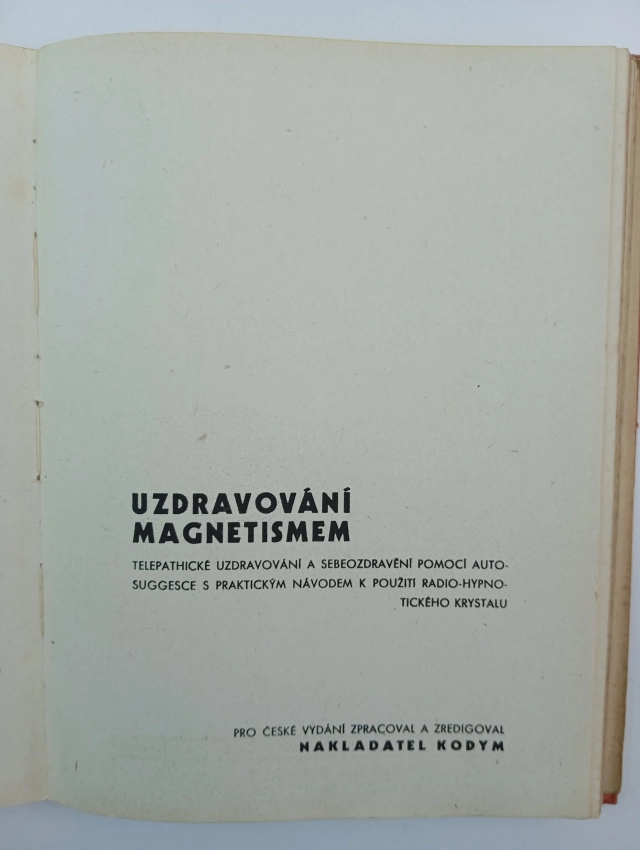 UZDRAVOVÁNÍ
MAGNETISMEM
TELEPATHICKÉ UZDRAVOVÁNÍ A SEBEOZDRAVĚNÍ POMOCÍ AUTO-
SUGGESCE S PRAKTICKÝM NÁVODEM K POUŽITÍ RADIO-HYPNO-
TICKÉHO KRYSTALU
PRO ČESKÉ VYDÁNÍ ZPRACOVAL A ZREDIGOVAL
NAKLADATEL KODYM